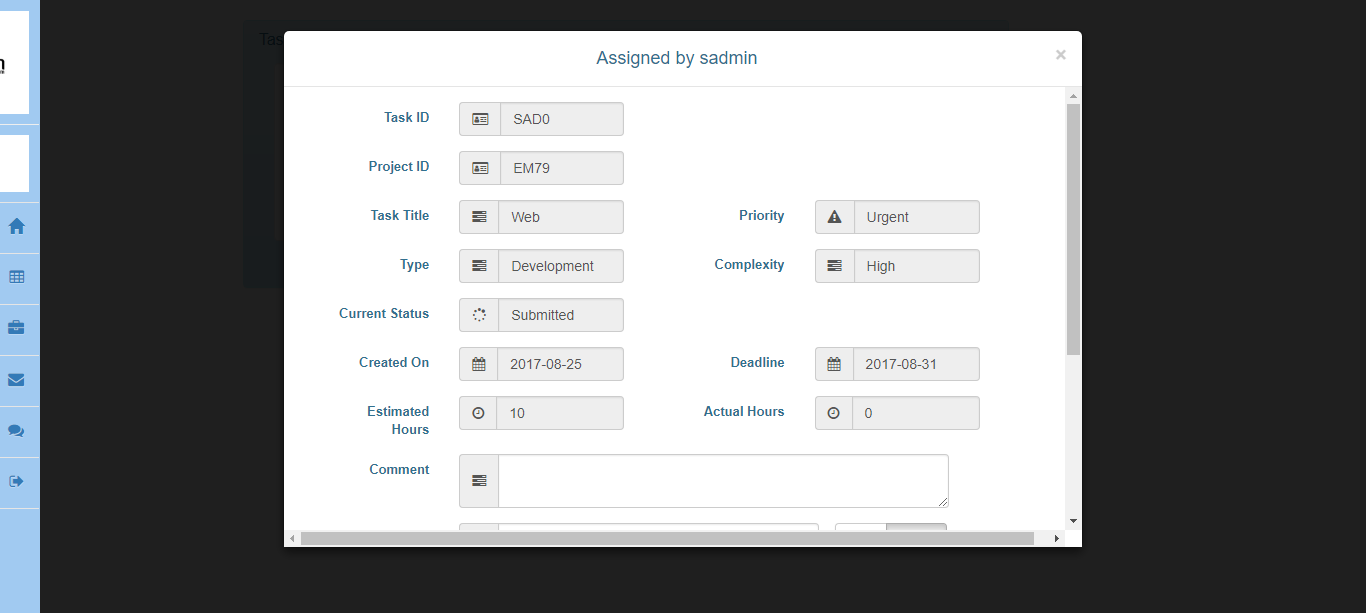 Tas
Assigned by sadmin ×
Task ID SAD0
Project ID EM79
Task Title Web Priority Urgent
Type Development Complexity High
Current Status Submitted
Created On 2017-08-25 Deadline 2017-08-31
Estimated
Hours 10 Actual Hours 0
Comment